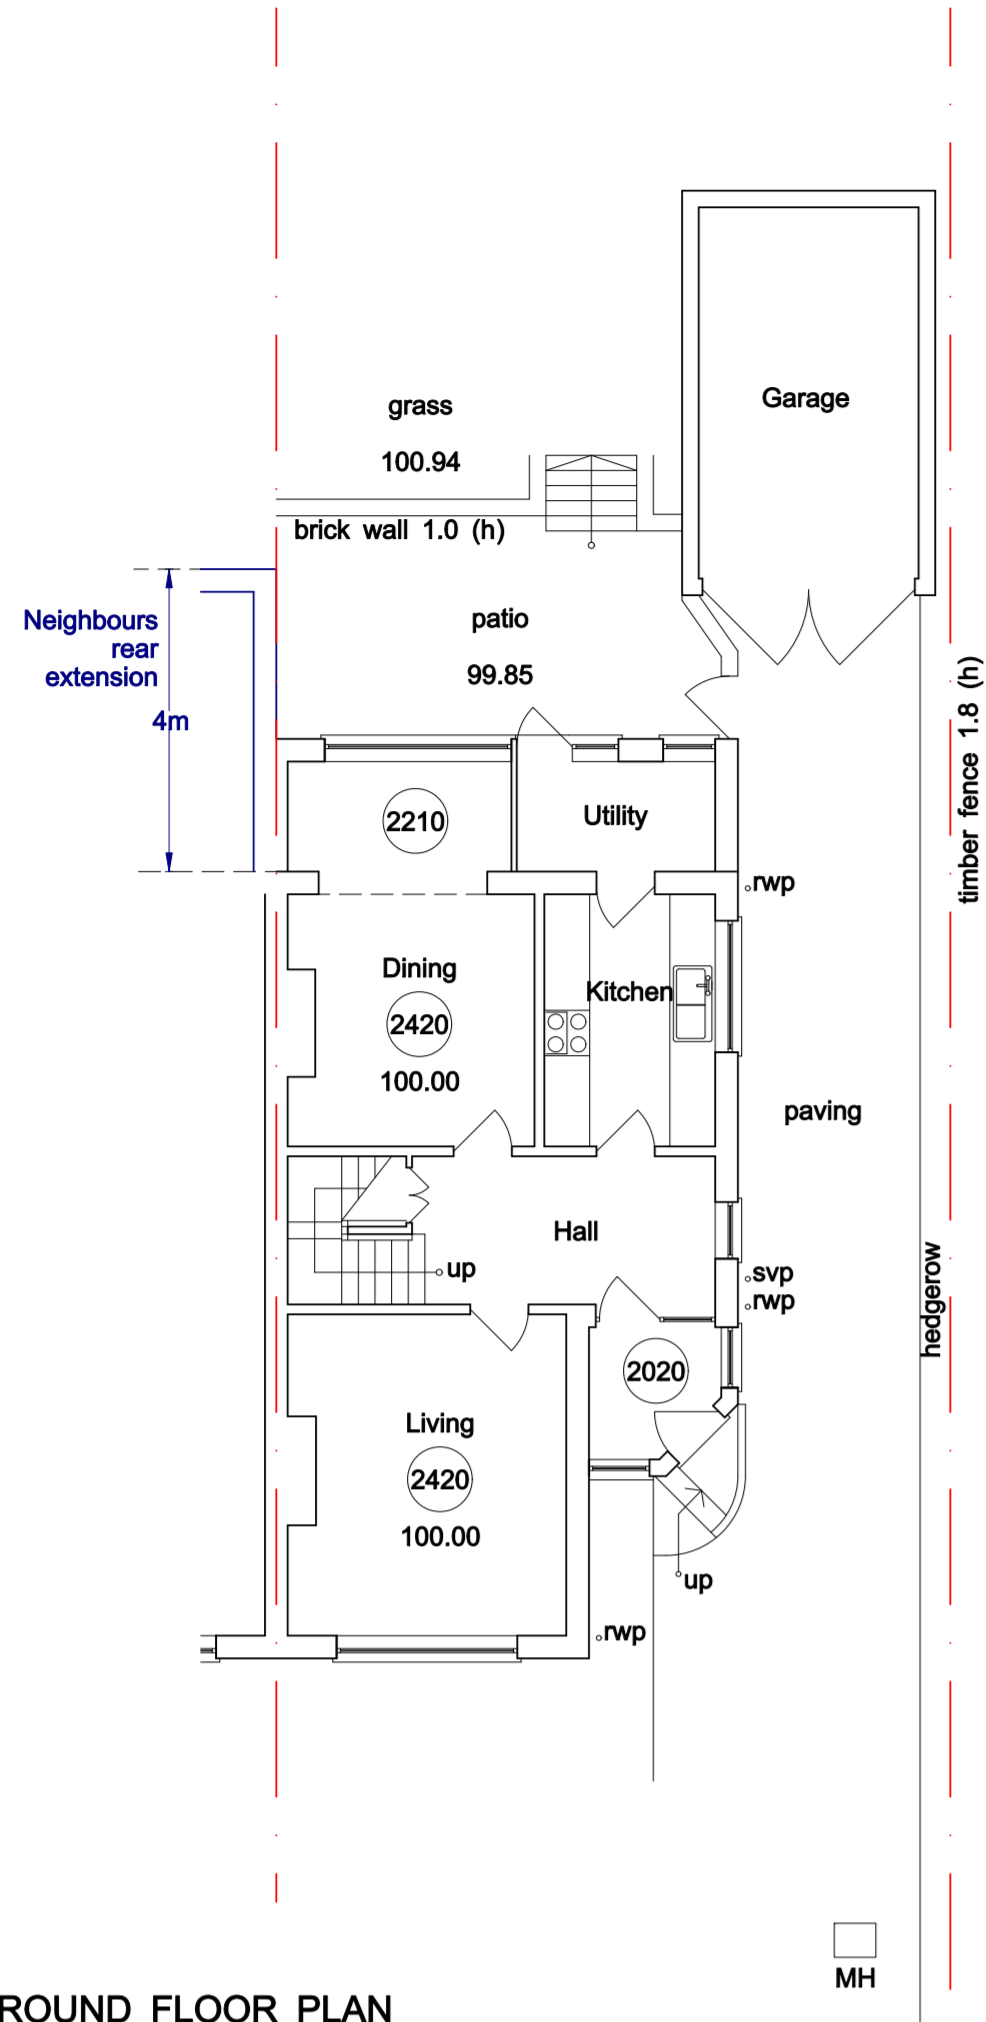 Garage
grass
100.94
brick wall 1.0 (h)
Neighbours
rear
extension
4m
patio
99.85
timber fence 1.8 (h)
2210
Utility
rwp
Dining
2420
100.00
Kitchen
paving
Hall
up
svp
rwp
hedgerow
2020
Living
2420
100.00
up
rwp
MH
ROUND FLOOR PLAN